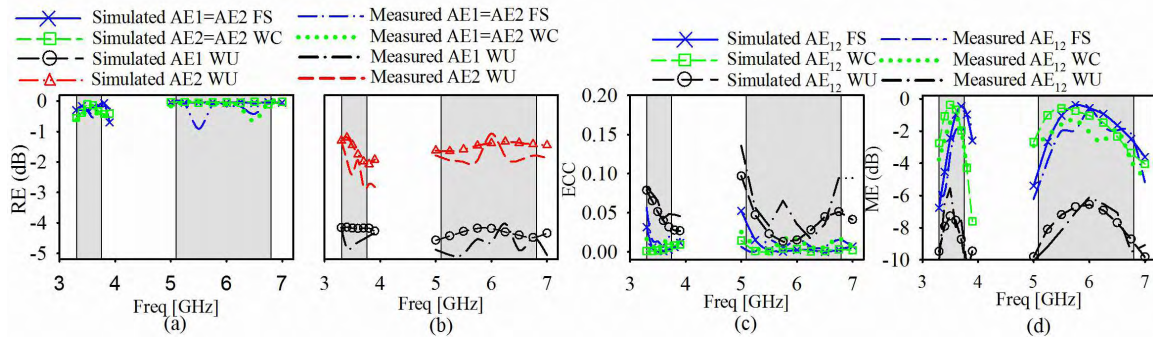 Simulated AE1=AE2 FS
Simulated AE2=AE2 WC
Simulated AE1 WU
Simulated AE2 WU
Measured AE1=AE2 FS
Measured AE1=AE2 WC
Measured AE1 WU
Measured AE2 WU
Simulated AE12 FS
Simulated AE12 WC
Simulated AE12 WU
Measured AE12 FS
Measured AE12 WC
Measured AE12 WU
RE (dB)
0
-1
-2
-3
-4
-5
3 4 5 6 7
Freq [GHz]
(a)
3 4 5 6 7
Freq [GHz]
(b)
ECC
0.20
0.15
0.10
0.05
0.00
3 4 5 6 7
Freq [GHz]
(c)
ME (dB)
0
-2
-4
-6
-8
-10
3 4 5 6 7
Freq [GHz]
(d)